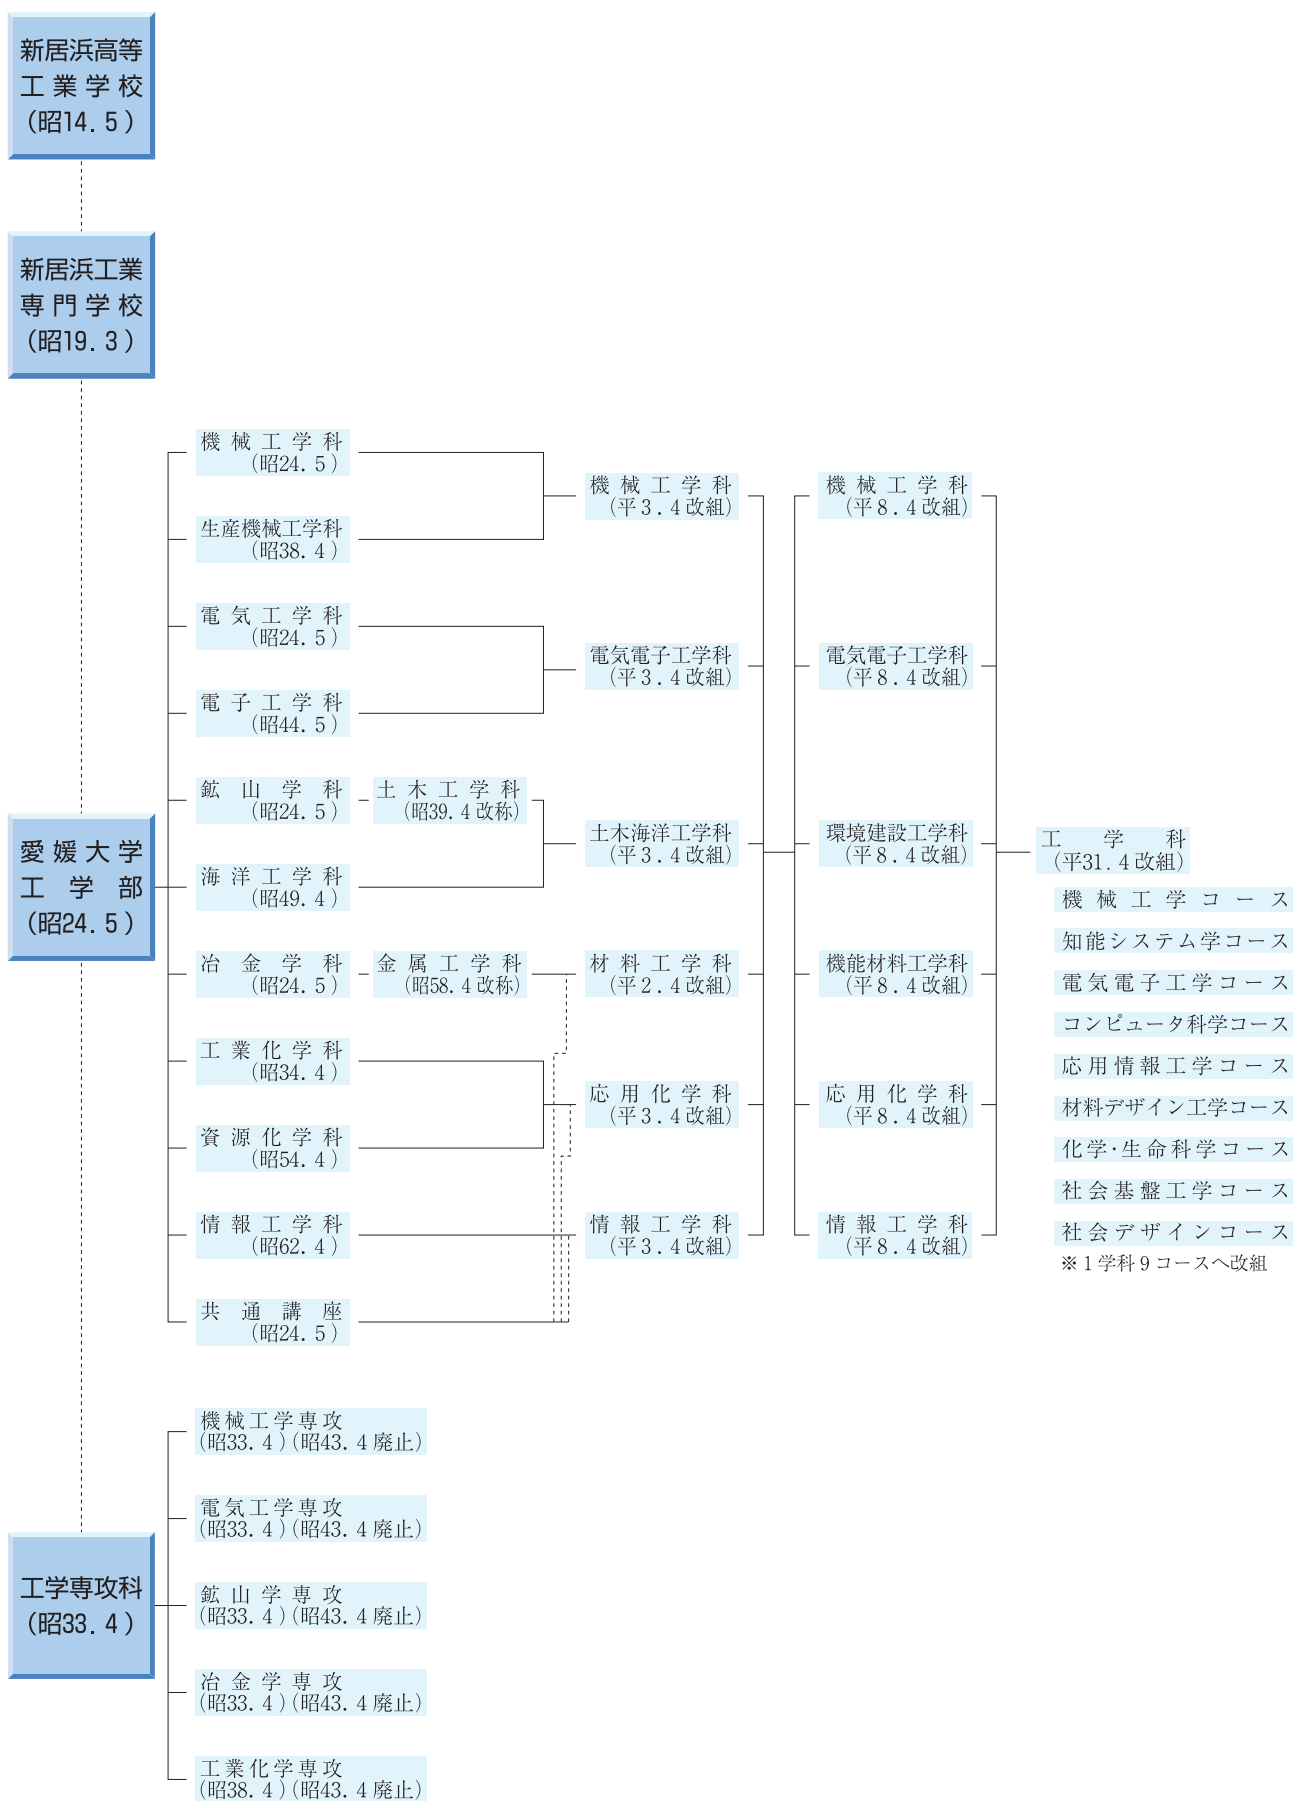 新居浜高等
工業学校
（昭14．5）
新居浜工業
専門学校
（昭19．3）
愛媛大学
工学部
（昭24．5）
機械工学科
（昭24．5）
生産機械工学科
（昭38．4）
電気工学科
（昭24．5）
電子工学科
（昭44．5）
鉱山学科
（昭24．5）
土木工学科
（昭39．4改称）
海洋工学科
（昭49．4）
冶金学科
（昭24．5）
金属工学科
（昭58．4改称）
工業化学科
（昭34．4）
資源化学科
（昭54．4）
情報工学科
（昭62．4）
共通講座
（昭24．5）
機械工学科
（平3．4改組）
電気電子工学科
（平3．4改組）
土木海洋工学科
（平3．4改組）
材料工学科
（平2．4改組）
応用化学科
（平3．4改組）
情報工学科
（平3．4改組）
機械工学科
（平8．4改組）
電気電子工学科
（平8．4改組）
環境建設工学科
（平8．4改組）
機能材料工学科
（平8．4改組）
応用化学科
（平8．4改組）
情報工学科
（平8．4改組）
工学科
（平31．4改組）
機械工学コース
知能システム学コース
電気電子工学コース
コンピュータ科学コース
応用情報工学コース
材料デザイン工学コース
化学・生命科学コース
社会基盤工学コース
社会デザインコース
※1学科9コースへ改組
工学専攻科
（昭33．4）
機械工学専攻
（昭33．4）（昭43．4廃止）
電気工学専攻
（昭33．4）（昭43．4廃止）
鉱山学専攻
（昭33．4）（昭43．4廃止）
冶金学専攻
（昭33．4）（昭43．4廃止）
工業化学専攻
（昭38．4）（昭43．4廃止）